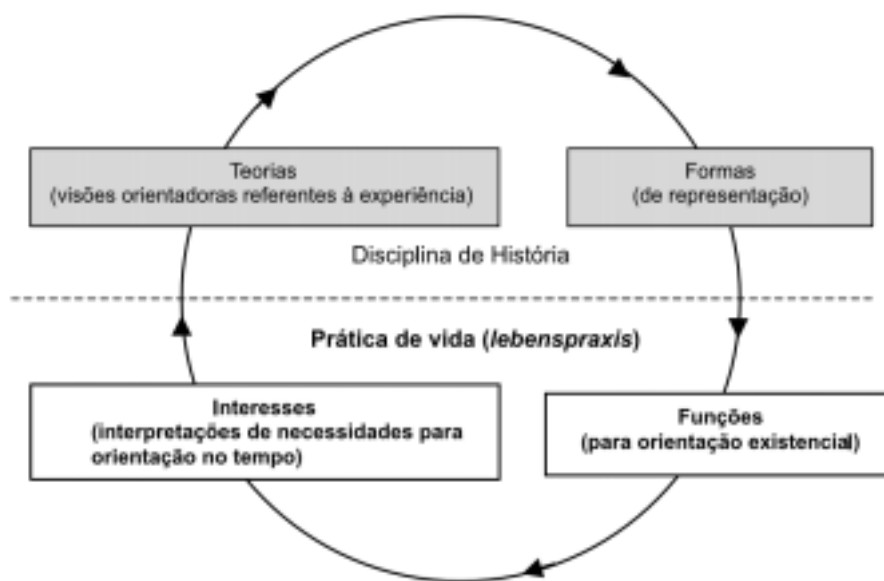 Teorias
(visões orientadoras referentes à experiência)
Formas
(de representação)
Disciplina de História
Prática de vida (lebenspraxis)
Interesses
(interpretações de necessidades para
orientação no tempo)
Funções
(para orientação existencial)